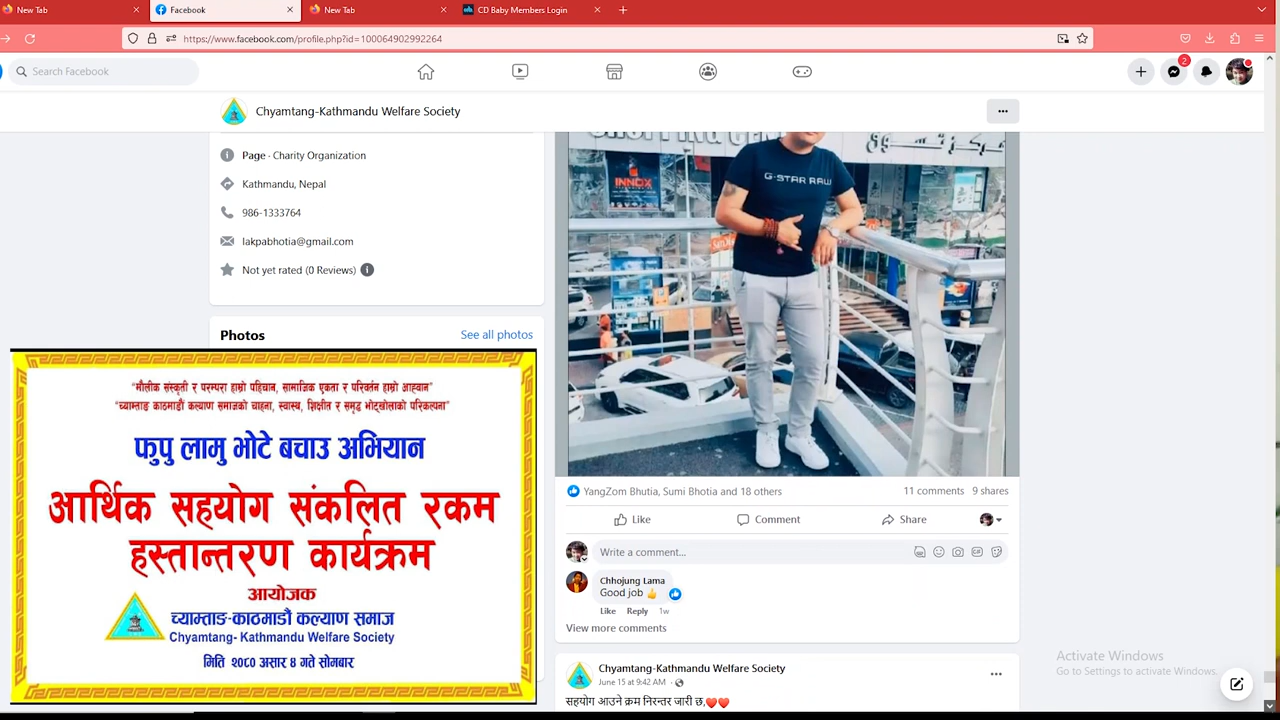 New Tab
Facebook
New Tab
CD Baby Members Login
https://www.facebook.com/profile.php?id=100064902992264
Search Facebook
2
Chyamtang-Kathmandu Welfare Society
Page · Charity Organization
Kathmandu, Nepal
986-1333764
lakpabhotia@gmail.com
Not yet rated (0 Reviews)
Photos
See all photos
"मौलीक संस्कृती र परम्परा हाम्रो पहिचान, सामाजिक एकता र परिवर्तन हाम्रो आह्वान"
"च्याम्ताङ काठमाडौं कल्याण समाजको चाहना, स्वास्थ, शिक्षीत र समृद्ध भोटखोलाको परिकल्पना"
फुपु लामु भोटे बचाउ अभियान
आर्थिक सहयोग संकलित रकम
हस्तान्तरण कार्यक्रम
आयोजक
च्याम्ताङ-काठमाडौं कल्याण समाज
Chyamtang- Kathmandu Welfare Society
मिति २०८० असार ४ गते सोमबार
INNOX
G-STAR RAW
YangZom Bhutia, Sumi Bhotia and 18 others
11 comments 9 shares
Like
Comment
Share
Write a comment...
Chhojung Lama
Good job
Like Reply 1w
View more comments
Chyamtang-Kathmandu Welfare Society
June 15 at 9:42 AM
सहयोग आउने क्रम निरन्तर जारी छ,
Activate Windows
Go to Settings to activate Windows.